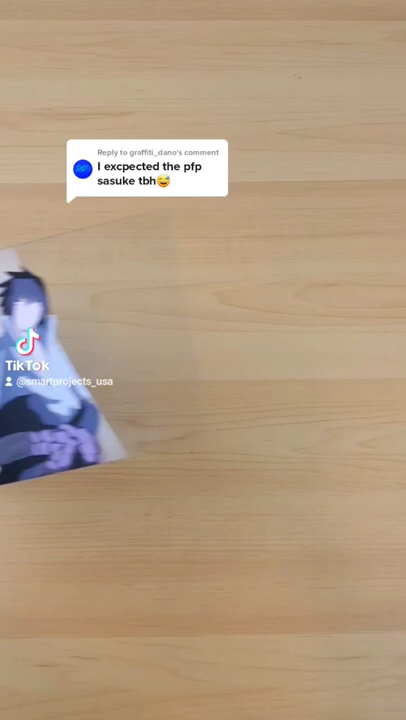 Reply to graffiti_dano's comment
I excpected the pfp
sasuke tbh😅
TikTok
@smartprojects_usa